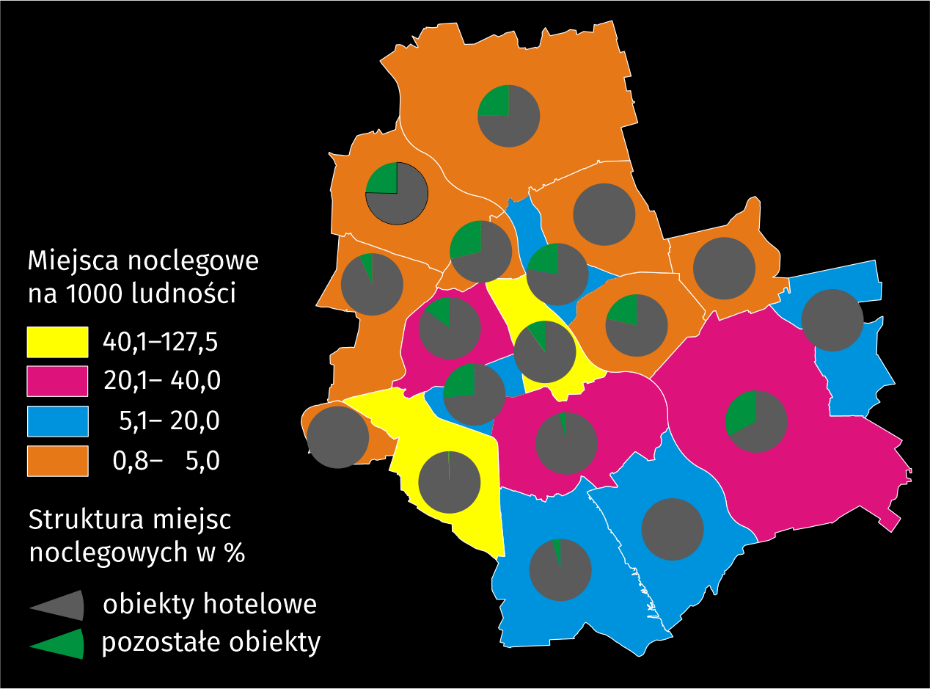 Miejsca noclegowe
na 1000 ludności
40,1–127,5
20,1– 40,0
5,1– 20,0
0,8– 5,0
Struktura miejsc
noclegowych w %
obiekty hotelowe
pozostałe obiekty